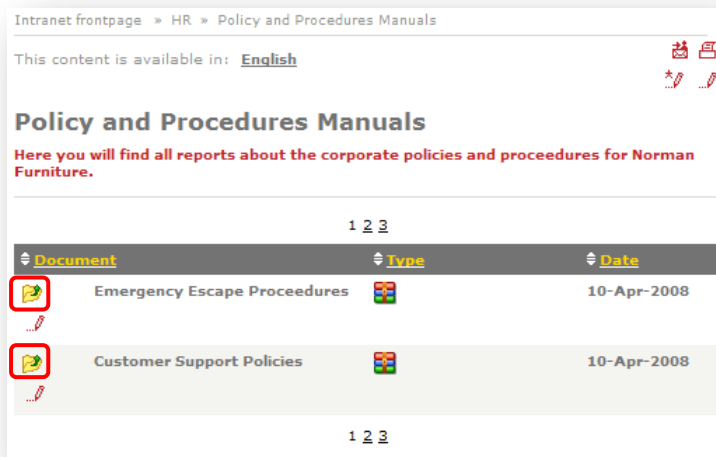 Intranet frontpage » HR » Policy and Procedures Manuals
This content is available in: English
Policy and Procedures Manuals
Here you will find all reports about the corporate policies and proceedures for Norman
Furniture.
1 2 3
Document Type Date
Emergency Escape Proceedures 10-Apr-2008
Customer Support Policies 10-Apr-2008
1 2 3